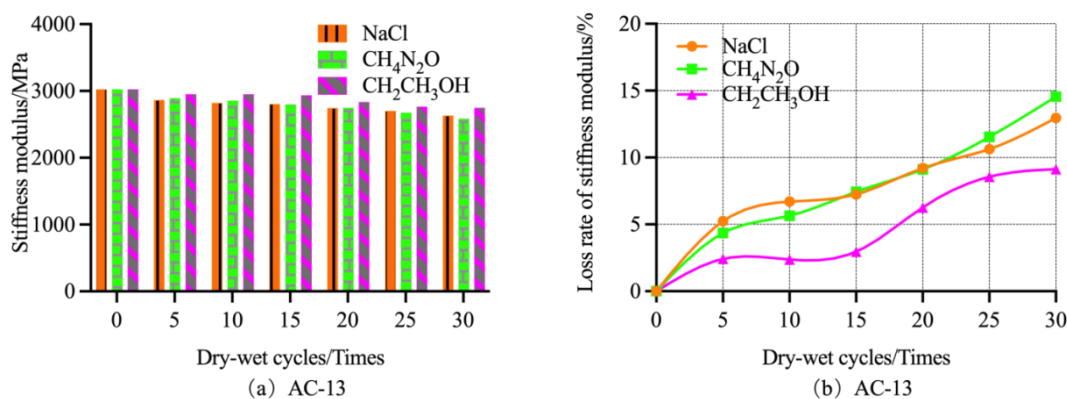 4000
3000
2000
1000
0
Stiffness modulus/MPa
NaCl
CH₄N₂O
CH₂CH₃OH
0 5 10 15 20 25 30
Dry-wet cycles/Times
(a) AC-13
20
15
10
5
0
Loss rate of stiffness modulus/%
NaCl
CH₄N₂O
CH₂CH₃OH
0 5 10 15 20 25 30
Dry-wet cycles/Times
(b) AC-13